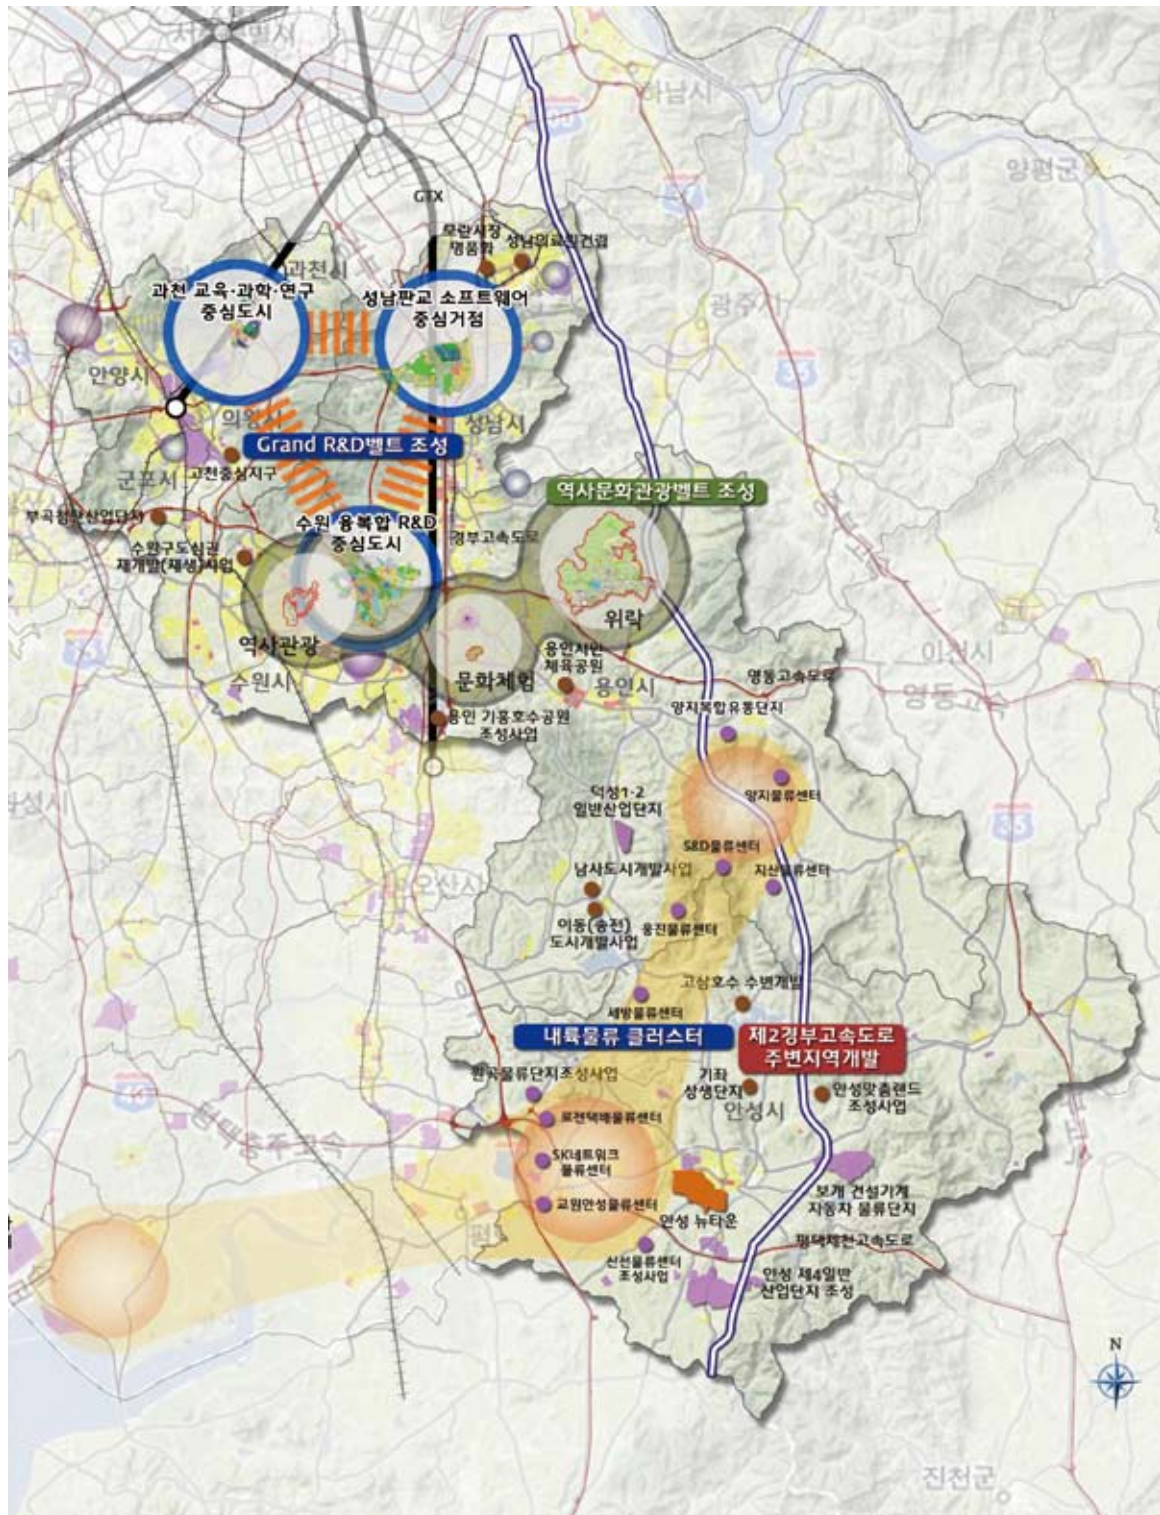 하남시
양평군
GTX
모란시장
명품화
성남의료원건립
과천시
과천 교육·과학·연구
중심도시
성남판교 소프트웨어
중심거점
광주시
안양시
의왕시
성남시
Grand R&D벨트 조성
군포시
고천중심지구
역사문화관광벨트 조성
부곡첨단산업단지
수원 융복합 R&D
중심도시
경부고속도로
수원구도심권
재개발(재생)사업
위락
역사관광
용인시민
체육공원
이천시
수원시
문화체험
용인시
영동고속도로
영동고속
양지복합유통단지
용인 기흥호수공원
조성사업
덕성1·2
일반산업단지
양지물류센터
S&D물류센터
남사도시개발사업
지산물류센터
오산시
이동(송전)
도시개발사업
웅진물류센터
고삼호수 수변개발
세방물류센터
내륙물류 클러스터
제2경부고속도로
주변지역개발
원곡물류단지조성사업
기좌
상생단지
안성시
안성맞춤랜드
조성사업
로젠택배물류센터
평택충주고속
SK네트워크
물류센터
보개 건설기계
자동차 물류단지
교원안성물류센터
안성 뉴타운
평택제천고속도로
신선물류센터
조성사업
안성 제4일반
산업단지 조성
N
진천군